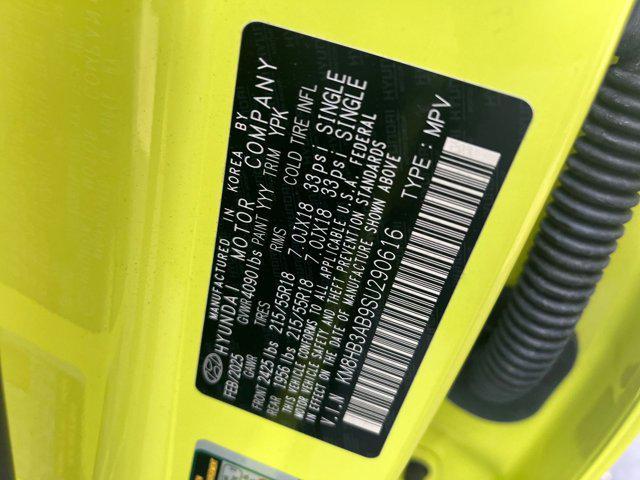 MANUFACTURED IN KOREA BY
HYUNDAI MOTOR COMPANY
FEB/2025 GVWR4090lbs PAINT YYY TRIM YPK
GAWR TIRES RIMS COLD TIRE INFL
FRONT 2425 lbs 215/55R18 7.0JX18 33psi SINGLE
REAR 1956 lbs 215/55R18 7.0JX18 33psi SINGLE
THIS VEHICLE CONFORMS TO ALL APPLICABLE U.S.A. FEDERAL
MOTOR VEHICLE SAFETY AND THEFT PREVENTION STANDARDS
IN EFFECT ON THE DATE OF MANUFACTURE SHOWN ABOVE
V.I.N KM8HB3AB9SU290616 TYPE : MPV